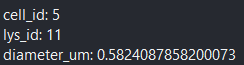 cell_id: 5
lys_id: 11
diameter_um: 0.5824087858200073